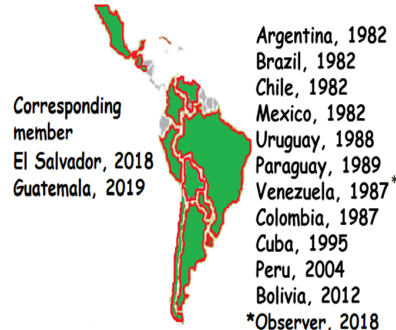 Corresponding
member
El Salvador, 2018
Guatemala, 2019
Argentina, 1982
Brazil, 1982
Chile, 1982
Mexico, 1982
Uruguay, 1988
Paraguay, 1989
Venezuela, 1987*
Colombia, 1987
Cuba, 1995
Peru, 2004
Bolivia, 2012
*Observer, 2018